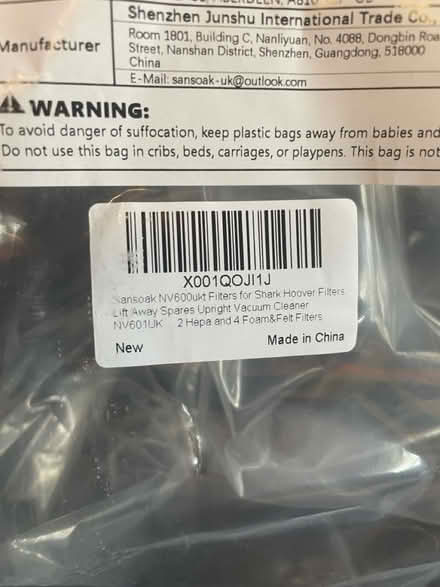 Shenzhen Junshu International Trade Co.,
Manufacturer
Room 1801, Building C, Nanliyuan, No. 4088, Dongbin Roa
Street, Nanshan District, Shenzhen, Guangdong, 518000
China
E-Mail: sansoak-uk@outlook.com
WARNING:
To avoid danger of suffocation, keep plastic bags away from babies and
Do not use this bag in cribs, beds, carriages, or playpens. This bag is not
X001QOJI1J
Sansoak NV600ukt Filters for Shark Hoover Filters
Lift Away Spares Upright Vacuum Cleaner
NV601UK 2 Hepa and 4 Foam&Felt Filters
New
Made in China